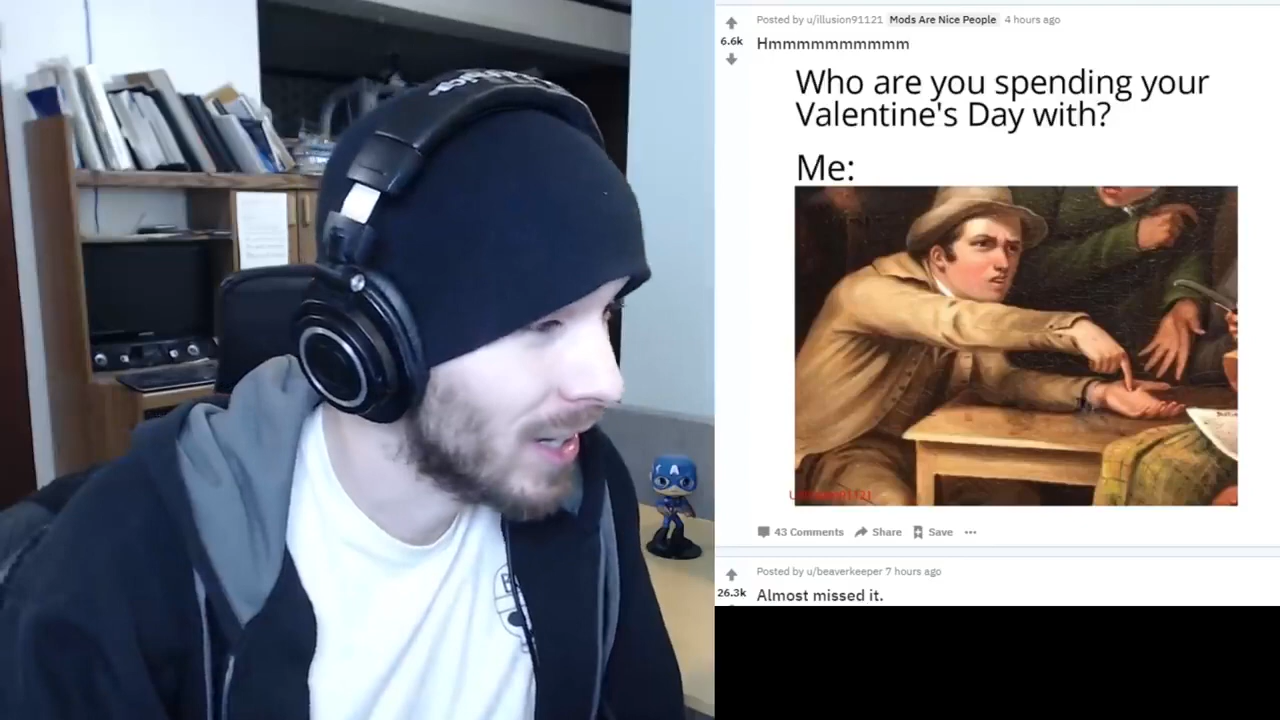 Posted by u/illusion91121 Mods Are Nice People 4 hours ago
6.6k
Hmmmmmmmmmmm
Who are you spending your
Valentine's Day with?
Me:
43 Comments Share Save
Posted by u/beaverkeeper 7 hours ago
26.3k
Almost missed it.